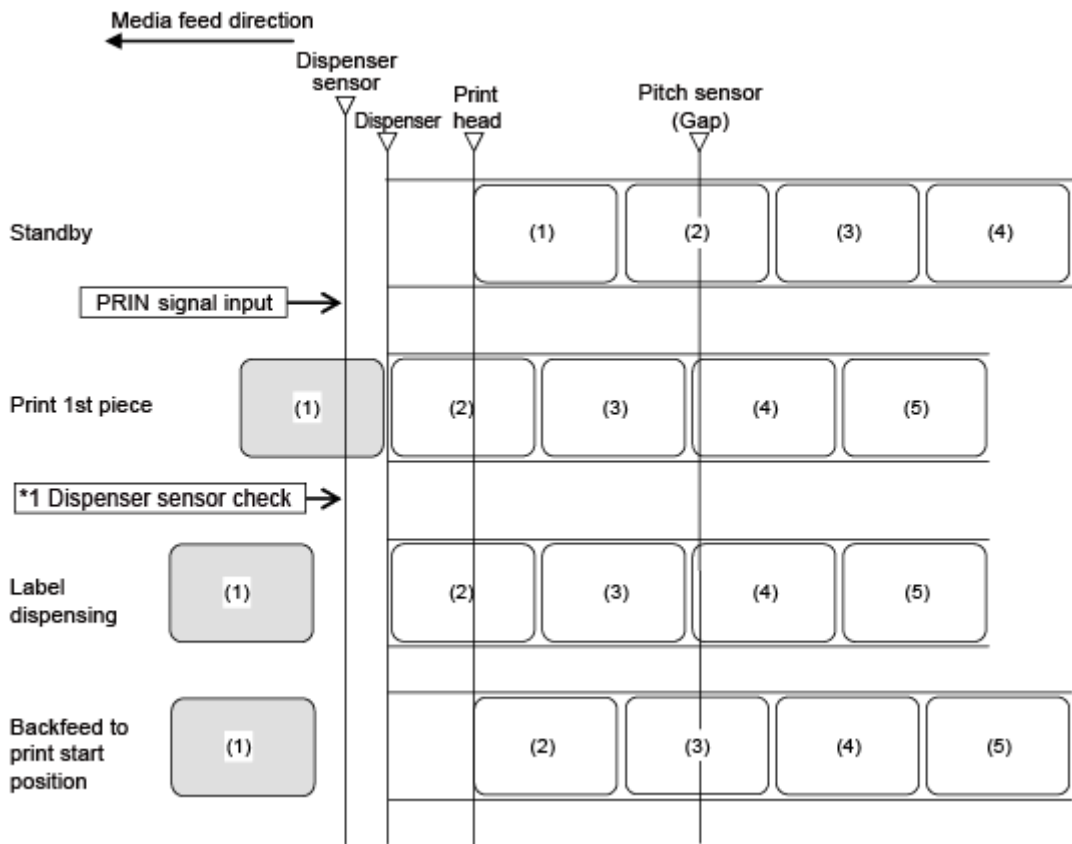 Media feed direction
Dispenser
sensor
Dispenser
Print
head
Pitch sensor
(Gap)
Standby
(1)
(2)
(3)
(4)
PRIN signal input
Print 1st piece
(1)
(2)
(3)
(4)
(5)
*1 Dispenser sensor check
Label
dispensing
(1)
(2)
(3)
(4)
(5)
Backfeed to
print start
position
(1)
(2)
(3)
(4)
(5)